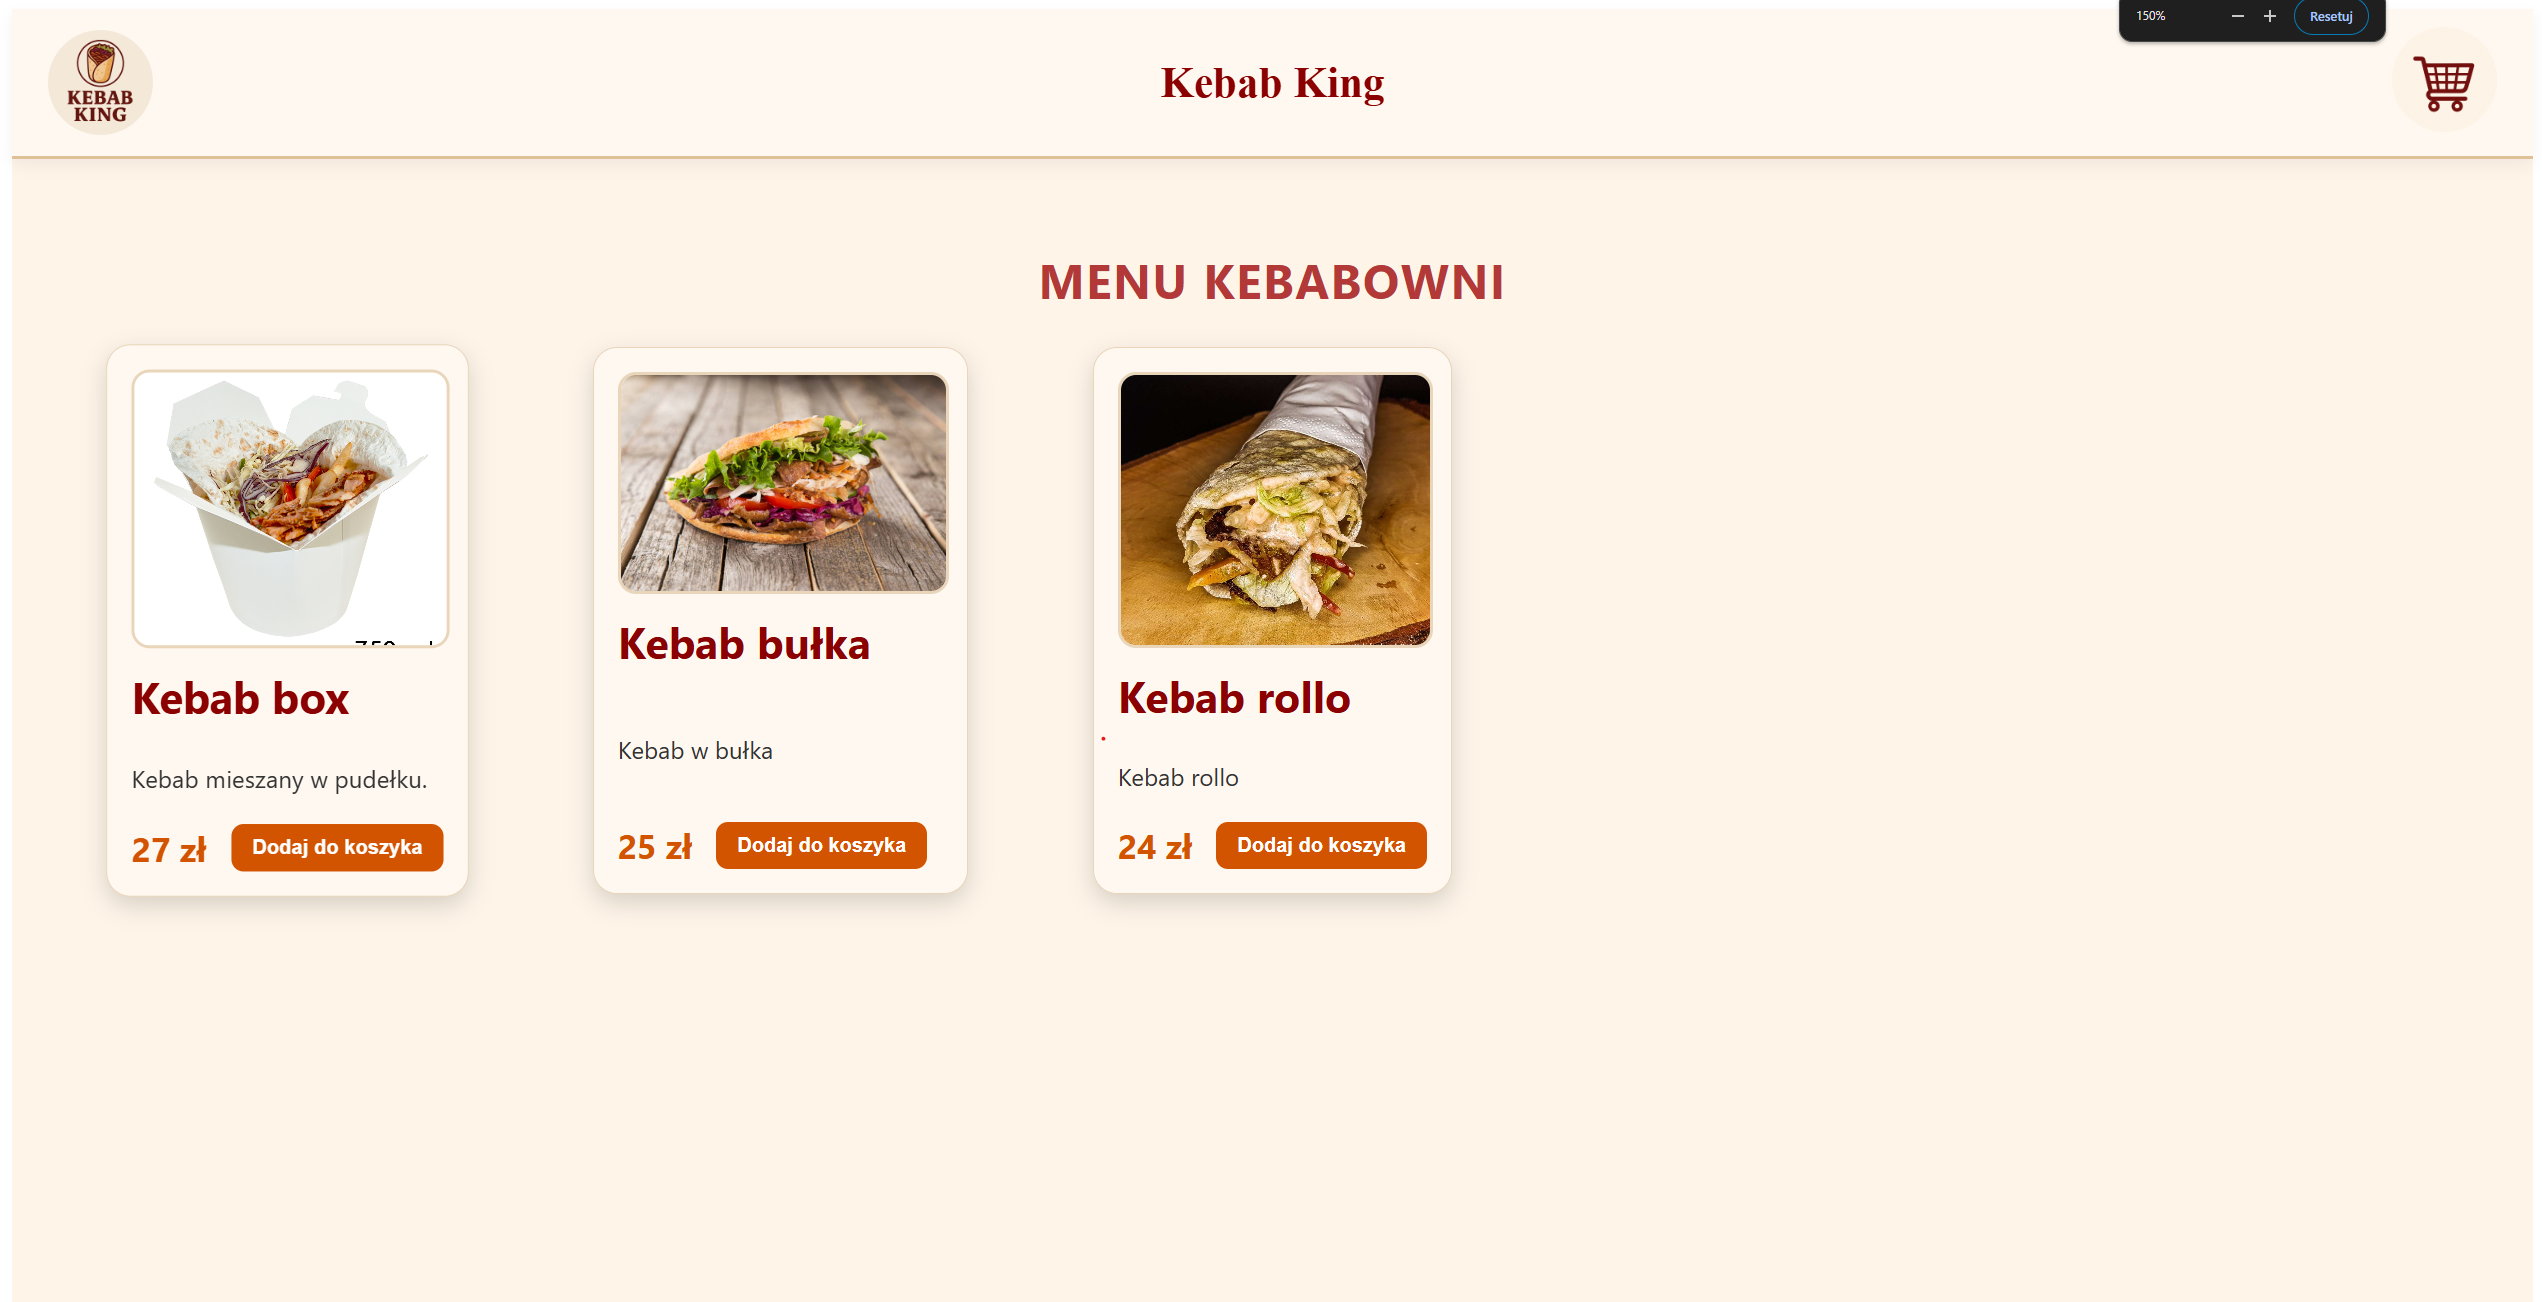 150%
Resetuj
KEBAB
KING
Kebab King
MENU KEBABOWNI
Kebab box
Kebab mieszany w pudełku.
27 zł
Dodaj do koszyka
Kebab bułka
Kebab w bułka
25 zł
Dodaj do koszyka
Kebab rollo
Kebab rollo
24 zł
Dodaj do koszyka